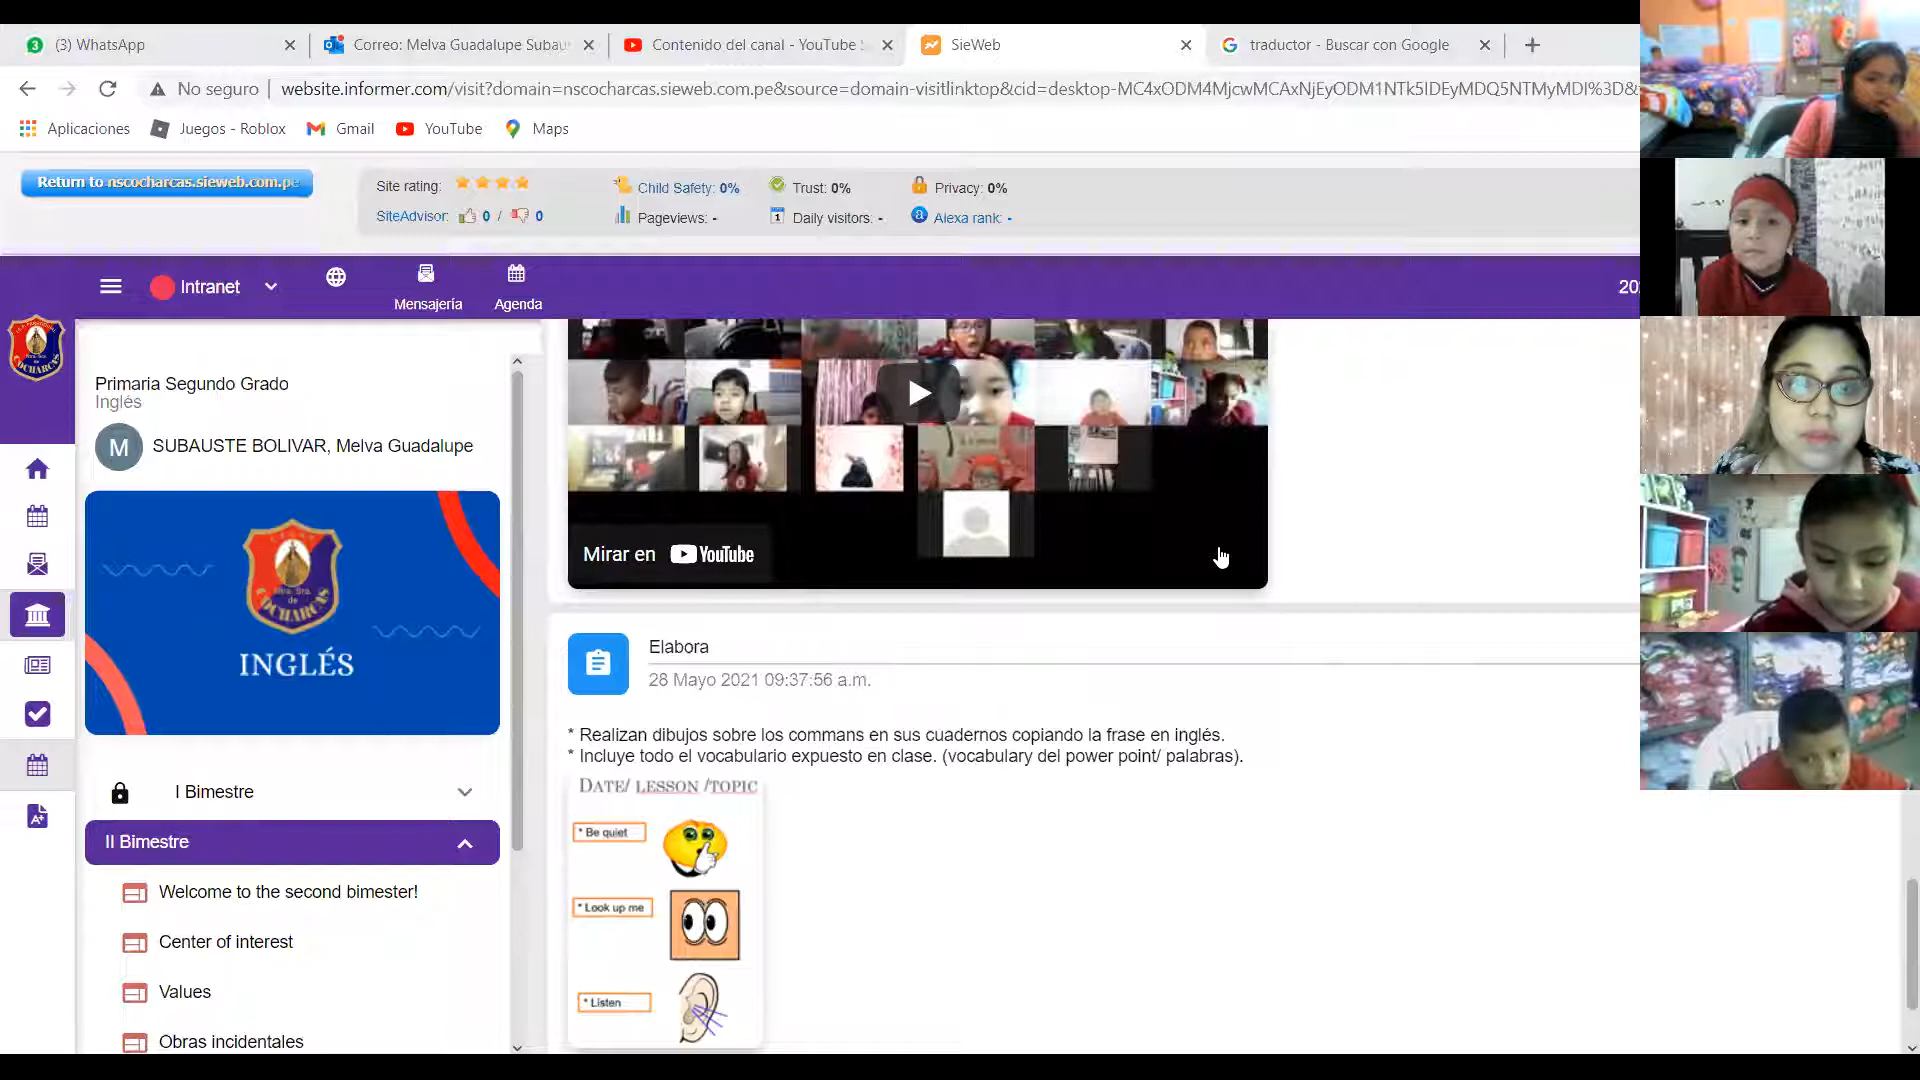 (3) WhatsApp
Correo: Melva Guadalupe Subau
Contenido del canal - YouTube
SieWeb
traductor - Buscar con Google
No seguro
website.informer.com/visit?domain=nscocharcas.sieweb.com.pe&source=domain-visitlinktop&cid=desktop-MC4xODM4MjcwMCAxNjEyODM1NTk5IDEyMDQ5NTMyMDI%3D&
Aplicaciones
Juegos - Roblox
Gmail
YouTube
Maps
Return to nscocharcas.sieweb.com.pe
Site rating:
Child Safety: 0%
Trust: 0%
Privacy: 0%
SiteAdvisor: 0 / 0
Pageviews: -
Daily visitors: -
Alexa rank: -
Intranet
Mensajería
Agenda
20
Primaria Segundo Grado
Inglés
M
SUBAUSTE BOLIVAR, Melva Guadalupe
COCHARCAS
INGLÉS
I Bimestre
II Bimestre
Welcome to the second bimester!
Center of interest
Values
Obras incidentales
Mirar en YouTube
Elabora
28 Mayo 2021 09:37:56 a.m.
* Realizan dibujos sobre los commans en sus cuadernos copiando la frase en inglés.
* Incluye todo el vocabulario expuesto en clase. (vocabulary del power point/ palabras).
DATE/ LESSON /TOPIC
* Be quiet
* Look up me
* Listen